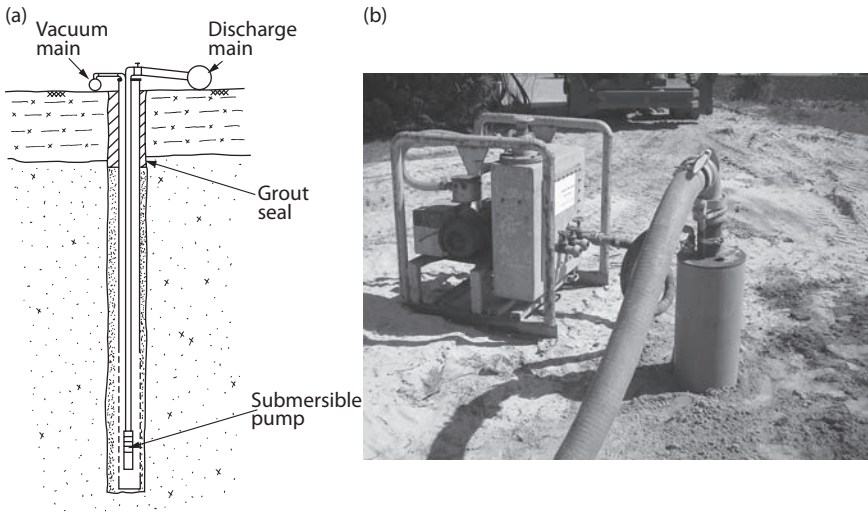 (a)
Vacuum
main
Discharge
main
Grout
seal
Submersible
pump
(b)